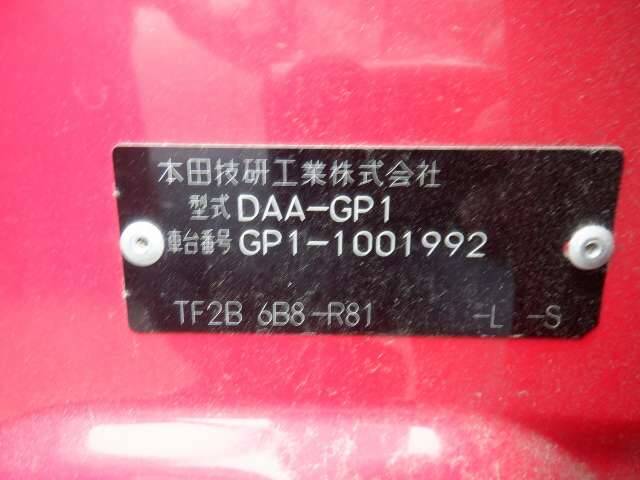 本田技研工業株式会社
型式 DAA-GP1
車台番号 GP1-1001992
TF2B 6B8-R81 -L -S